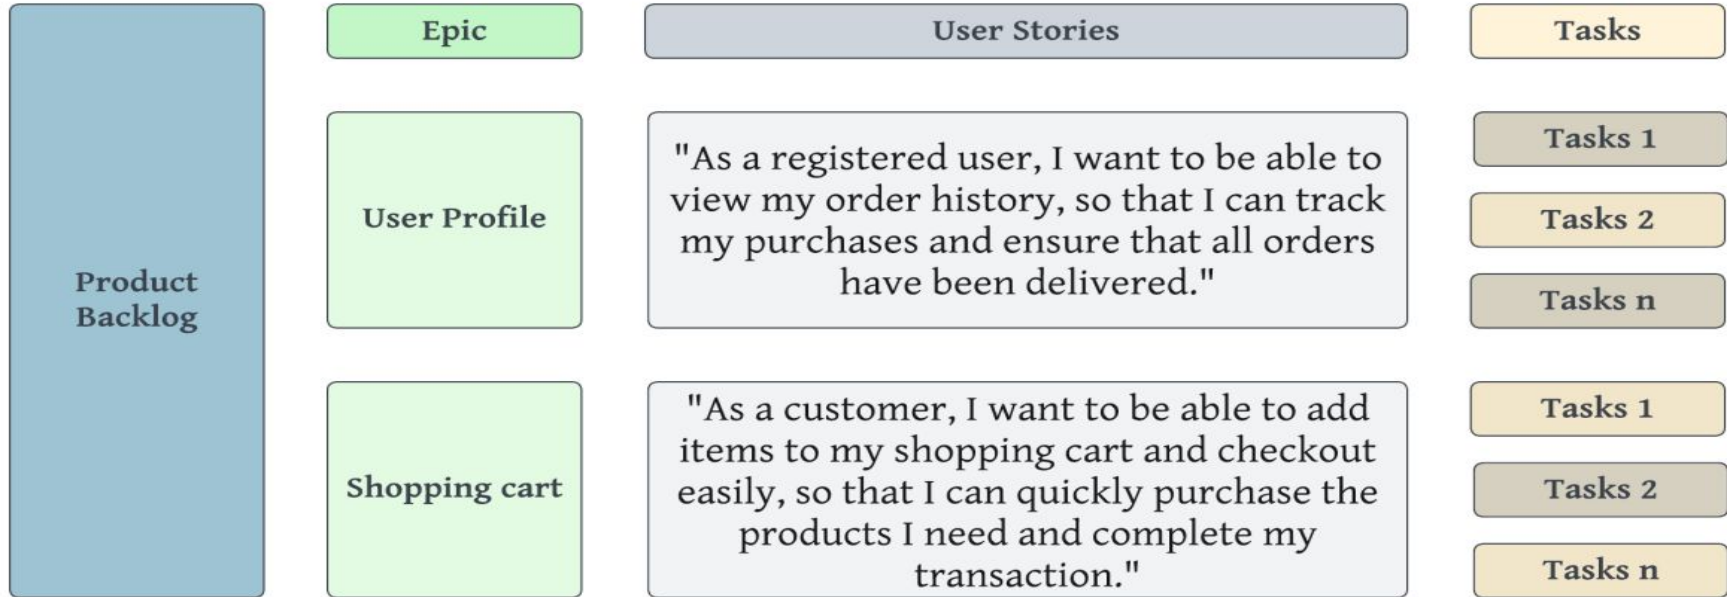 Product
Backlog
Epic
User Stories
Tasks
User Profile
"As a registered user, I want to be able to
view my order history, so that I can track
my purchases and ensure that all orders
have been delivered."
Tasks 1
Tasks 2
Tasks n
Shopping cart
"As a customer, I want to be able to add
items to my shopping cart and checkout
easily, so that I can quickly purchase the
products I need and complete my
transaction."
Tasks 1
Tasks 2
Tasks n